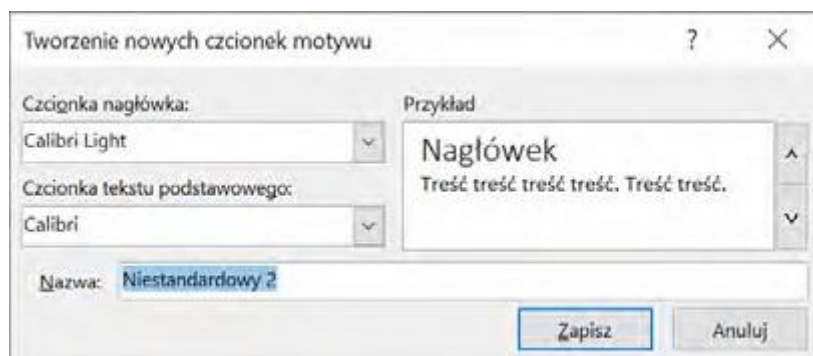 Tworzenie nowych czcionek motywu ?
Czcionka nagłówka:
Calibri Light
Czcionka tekstu podstawowego:
Calibri
Przykład
Nagłówek
Treść treść treść treść. Treść treść.
Nazwa: Niestandardowy 2
Zapisz Anuluj